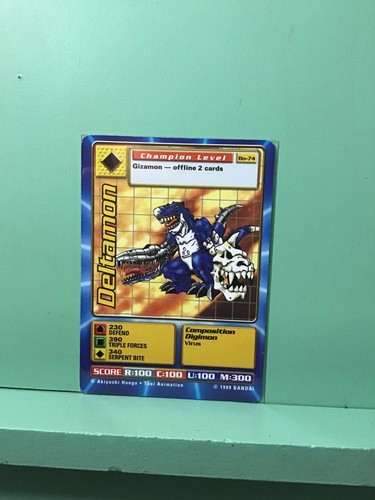 Champion Level Bo-74
Gizamon — offline 2 cards
Deltamon
230
DEFEND
390
TRIPLE FORCES
340
SERPENT BITE
Composition
Digimon
Virus
SCORE R:100 C:100 U:100 M:300
© Akiyoshi Hongo • Toei Animation © 1999 BANDAI